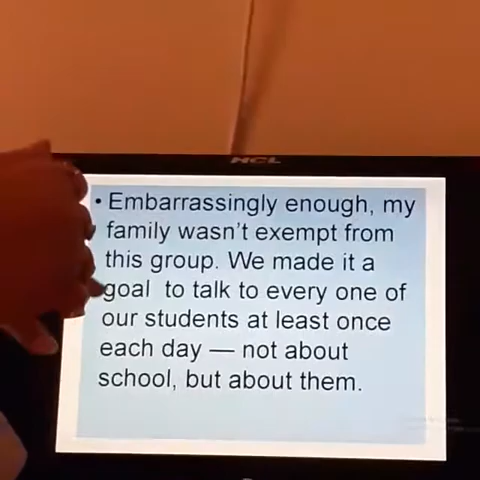 HCL
• Embarrassingly enough, my
family wasn't exempt from
this group. We made it a
goal to talk to every one of
our students at least once
each day — not about
school, but about them.